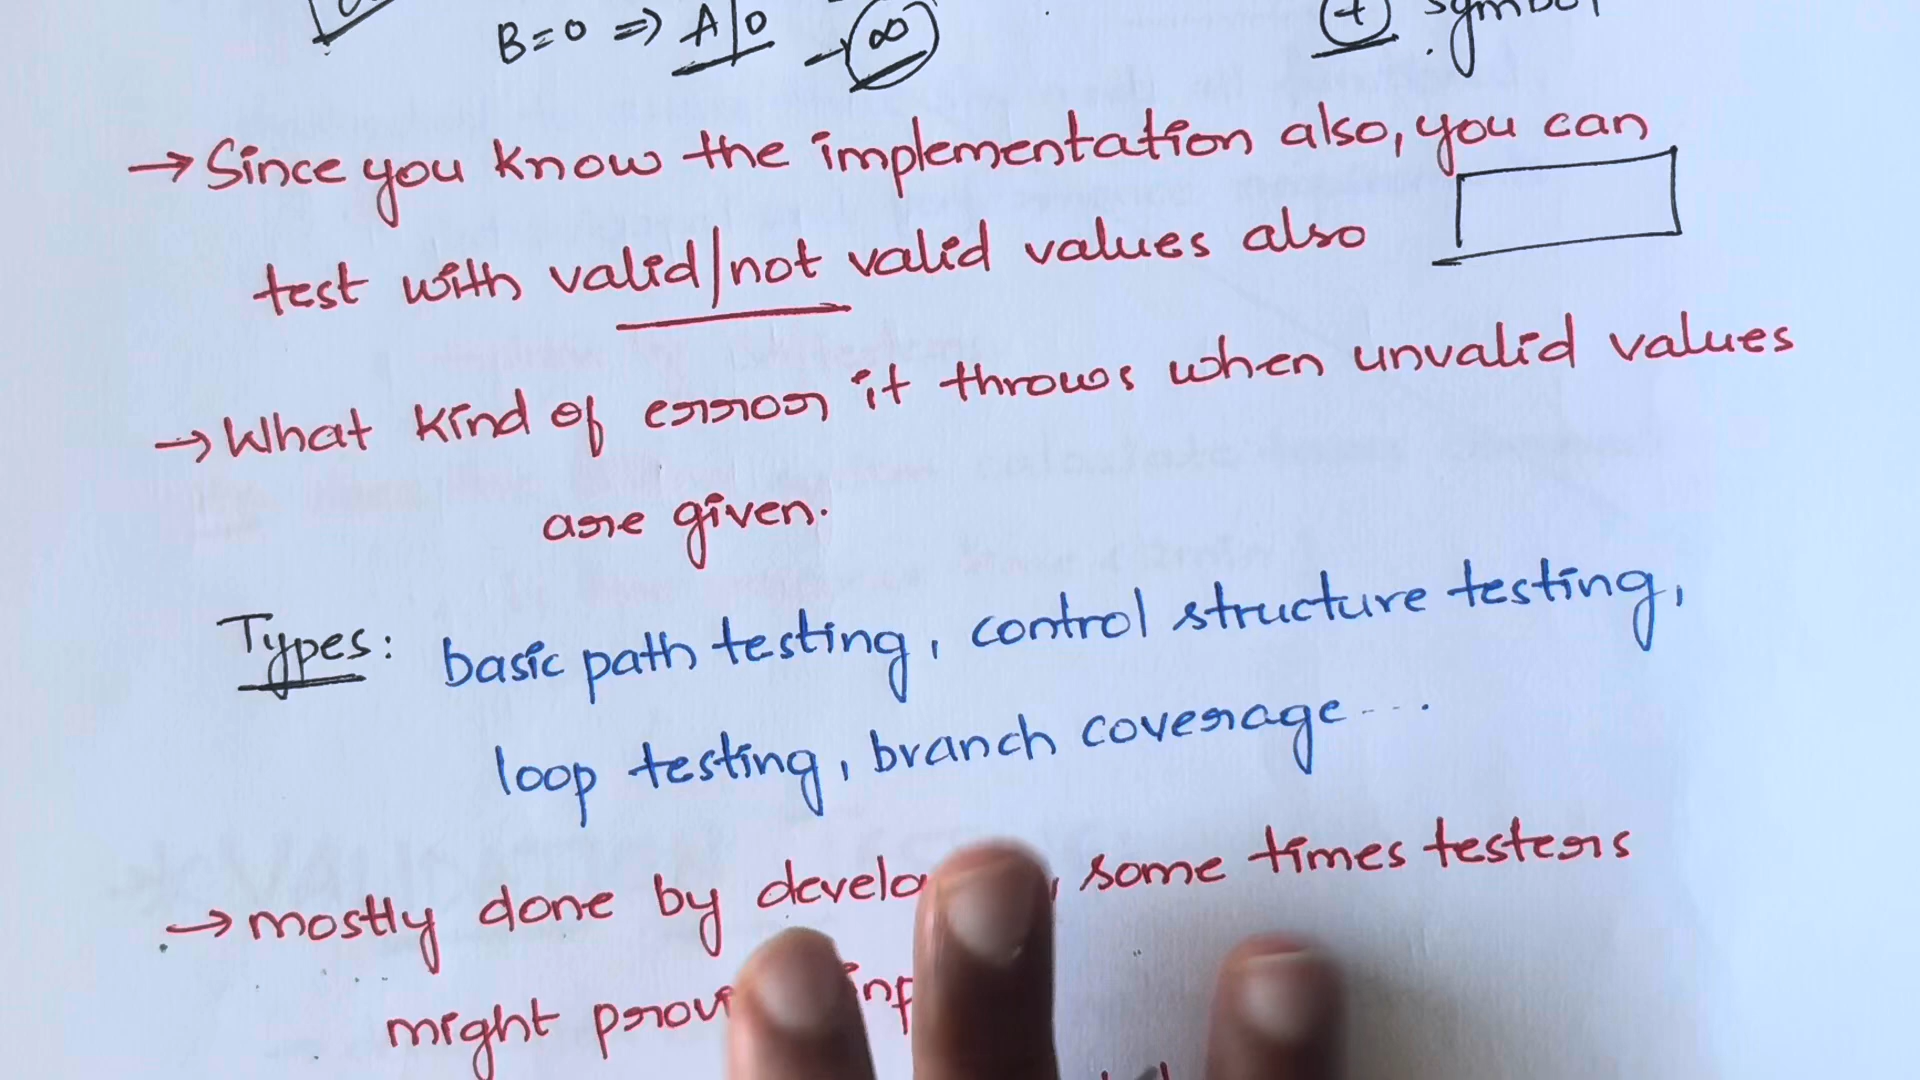 B=0 => A/0 ∞
+ symbol
→ Since you know the implementation also, you can
test with valid/not valid values also
→ What kind of error it throws when unvalid values
are given.
Types: basic path testing, control structure testing,
loop testing, branch coverage....
→ mostly done by some times testers
might